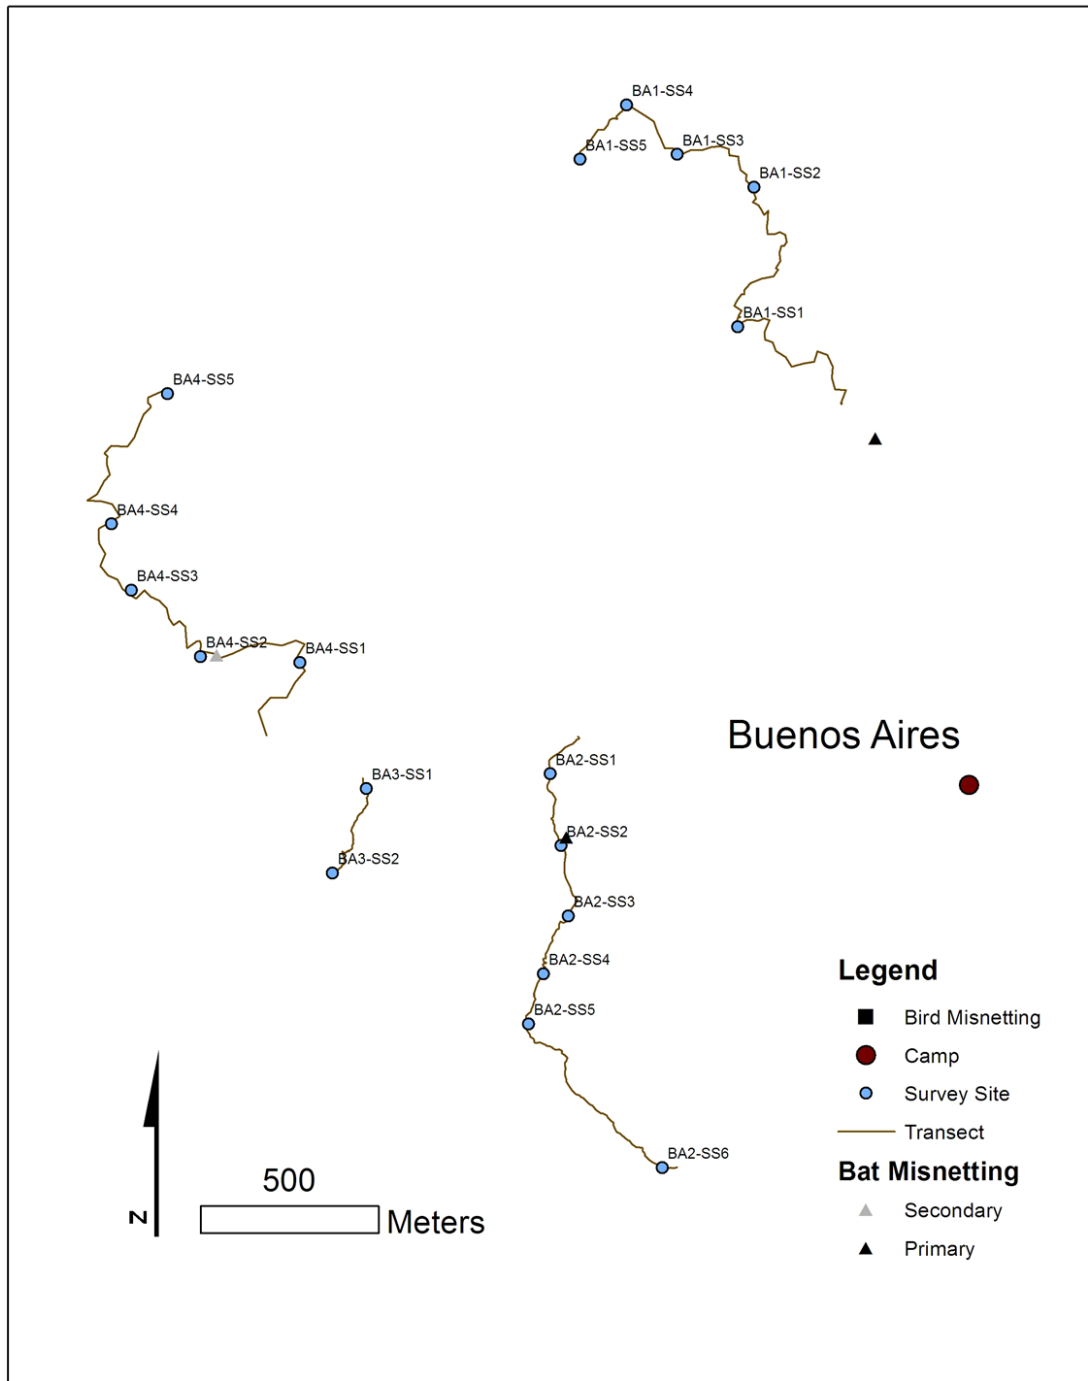 BA1-SS4
BA1-SS3
BA1-SS5
BA1-SS2
BA1-SS1
BA4-SS5
BA4-SS4
BA4-SS3
BA4-SS2
BA4-SS1
Buenos Aires
BA2-SS1
BA3-SS1
BA2-SS2
BA3-SS2
BA2-SS3
BA2-SS4
BA2-SS5
BA2-SS6
Legend
Bird Misnetting
Camp
Survey Site
Transect
Bat Misnetting
Secondary
Primary
N
500
Meters